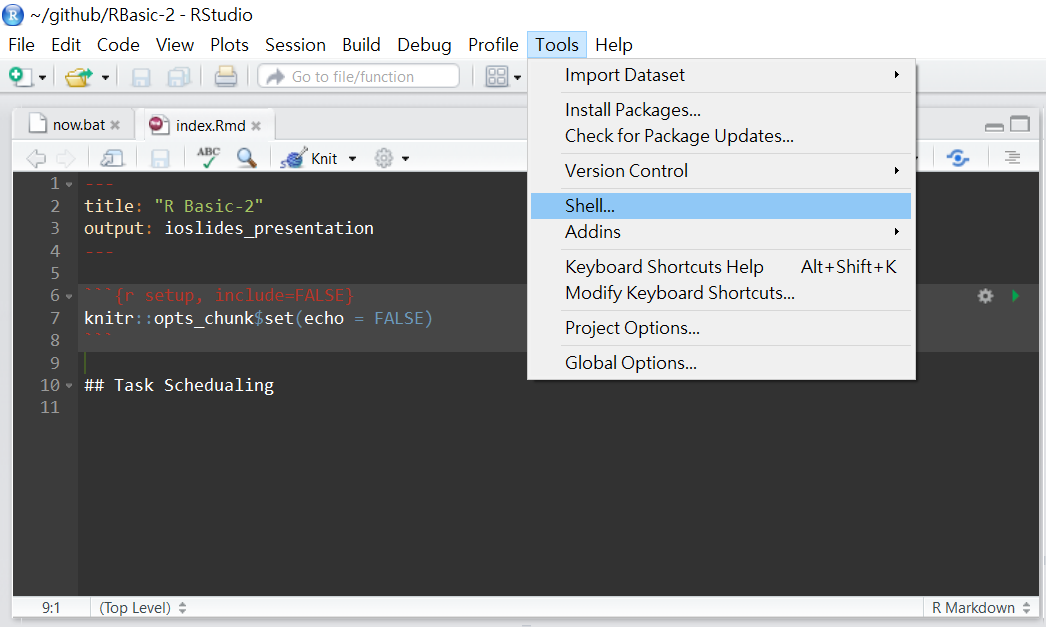 ~/github/RBasic-2 - RStudio
File Edit Code View Plots Session Build Debug Profile Tools Help
Go to file/function
Import Dataset
Install Packages...
Check for Package Updates...
Version Control
Shell...
Addins
Keyboard Shortcuts Help Alt+Shift+K
Modify Keyboard Shortcuts...
Project Options...
Global Options...
now.bat index.Rmd
ABC Knit
1 ---
2 title: "R Basic-2"
3 output: ioslides_presentation
4 ---
5
6 ```{r setup, include=FALSE}
7 knitr::opts_chunk$set(echo = FALSE)
8 ```
9
10 ## Task Schedualing
11
9:1 (Top Level) R Markdown